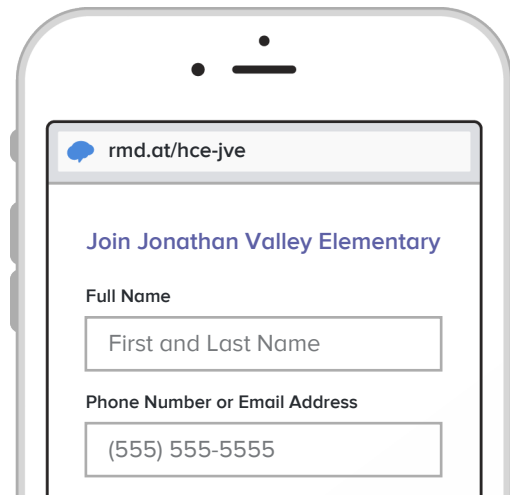 rmd.at/hce-jve
Join Jonathan Valley Elementary
Full Name
First and Last Name
Phone Number or Email Address
(555) 555-5555